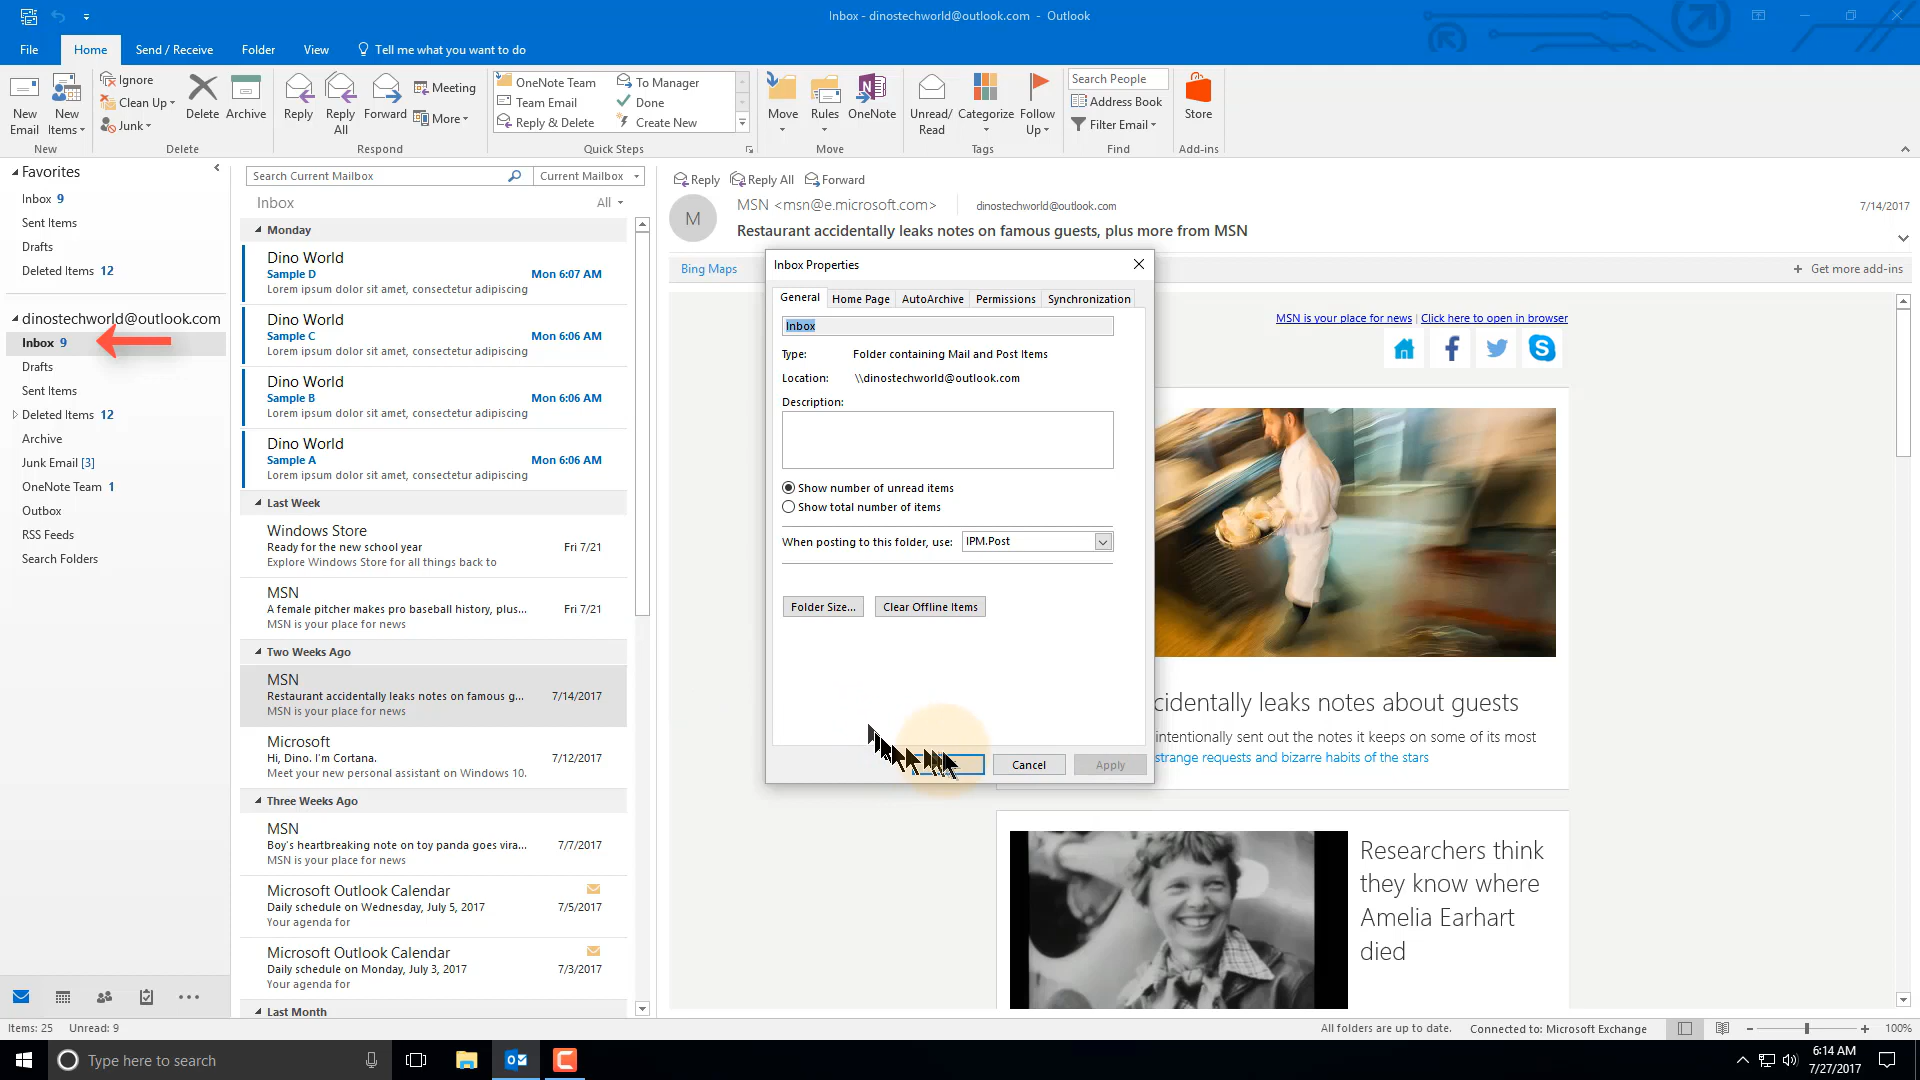 Inbox - dinostechworld@outlook.com - Outlook
File Home Send / Receive Folder View Tell me what you want to do
New Email
New Items
Ignore
Clean Up
Junk
Delete
Archive
Reply
Reply All
Forward
Meeting
More
OneNote Team
Team Email
Reply & Delete
To Manager
Done
Create New
Move
Rules
OneNote
Unread/ Read
Categorize
Follow Up
Search People
Address Book
Filter Email
Store
New Delete Respond Quick Steps Move Tags Find Add-ins
Favorites
Inbox 9
Sent Items
Drafts
Deleted Items 12
dinostechworld@outlook.com
Inbox 9
Drafts
Sent Items
Deleted Items 12
Archive
Junk Email [3]
OneNote Team 1
Outbox
RSS Feeds
Search Folders
Search Current Mailbox Current Mailbox
Inbox All
Monday
Dino World
Sample D Mon 6:07 AM
Lorem ipsum dolor sit amet, consectetur adipiscing
Dino World
Sample C Mon 6:06 AM
Lorem ipsum dolor sit amet, consectetur adipiscing
Dino World
Sample B Mon 6:06 AM
Lorem ipsum dolor sit amet, consectetur adipiscing
Dino World
Sample A Mon 6:06 AM
Lorem ipsum dolor sit amet, consectetur adipiscing
Last Week
Windows Store
Ready for the new school year Fri 7/21
Explore Windows Store for all things back to
MSN
A female pitcher makes pro baseball history, plus... Fri 7/21
MSN is your place for news
Two Weeks Ago
MSN
Restaurant accidentally leaks notes on famous g... 7/14/2017
MSN is your place for news
Microsoft
Hi, Dino. I'm Cortana. 7/12/2017
Meet your new personal assistant on Windows 10.
Three Weeks Ago
MSN
Boy's heartbreaking note on toy panda goes vira... 7/7/2017
MSN is your place for news
Microsoft Outlook Calendar
Daily schedule on Wednesday, July 5, 2017 7/5/2017
Your agenda for
Microsoft Outlook Calendar
Daily schedule on Monday, July 3, 2017 7/3/2017
Your agenda for
Last Month
Reply Reply All Forward
M
MSN <msn@e.microsoft.com> dinostechworld@outlook.com 7/14/2017
Restaurant accidentally leaks notes on famous guests, plus more from MSN
Bing Maps + Get more add-ins
Inbox Properties
General Home Page AutoArchive Permissions Synchronization
Inbox
Type: Folder containing Mail and Post Items
Location: \\dinostechworld@outlook.com
Description:
Show number of unread items
Show total number of items
When posting to this folder, use: IPM.Post
Folder Size... Clear Offline Items
Cancel Apply
MSN is your place for news | Click here to open in browser
cidentally leaks notes about guests
intentionally sent out the notes it keeps on some of its most
strange requests and bizarre habits of the stars
Researchers think
they know where
Amelia Earhart
died
Items: 25 Unread: 9 All folders are up to date. Connected to: Microsoft Exchange 100%
Type here to search
6:14 AM
7/27/2017